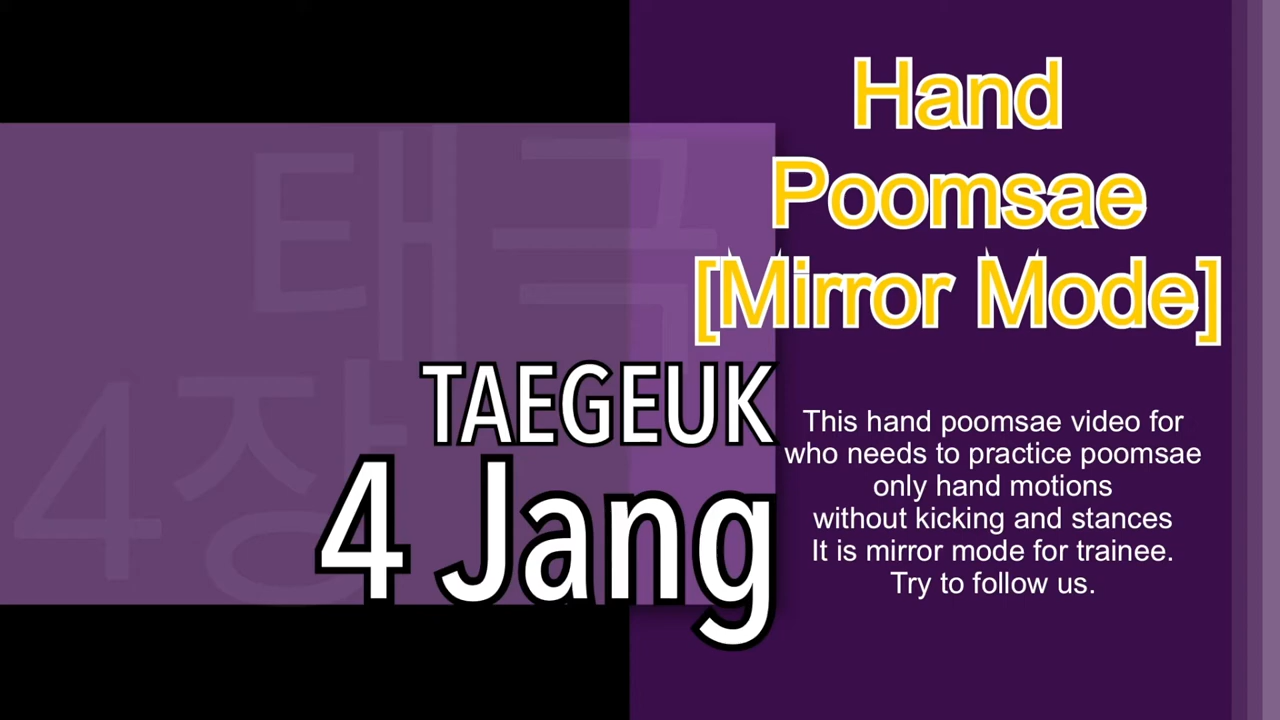 태극
4장
TAEGEUK
4 Jang
Hand
Poomsae
[Mirror Mode]
This hand poomsae video for
who needs to practice poomsae
only hand motions
without kicking and stances
It is mirror mode for trainee.
Try to follow us.